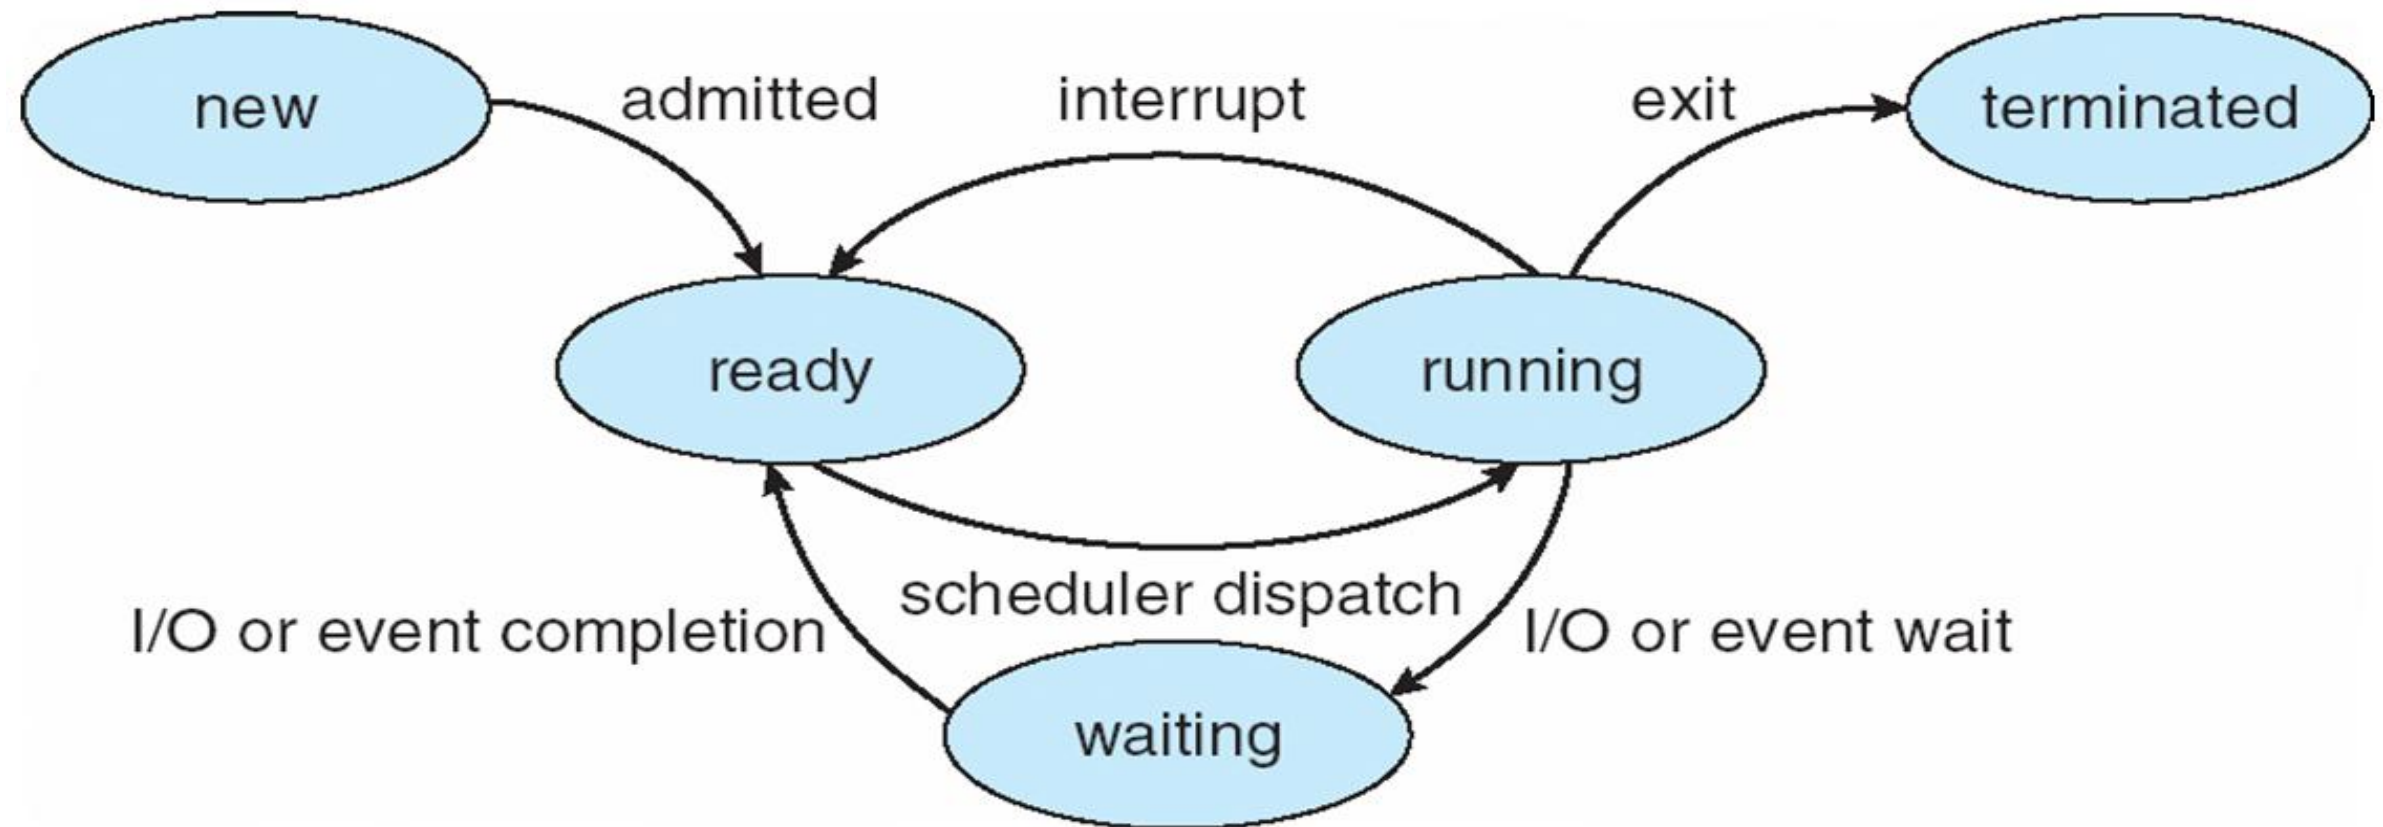 new
admitted
interrupt
exit
terminated
ready
running
scheduler dispatch
I/O or event completion
I/O or event wait
waiting